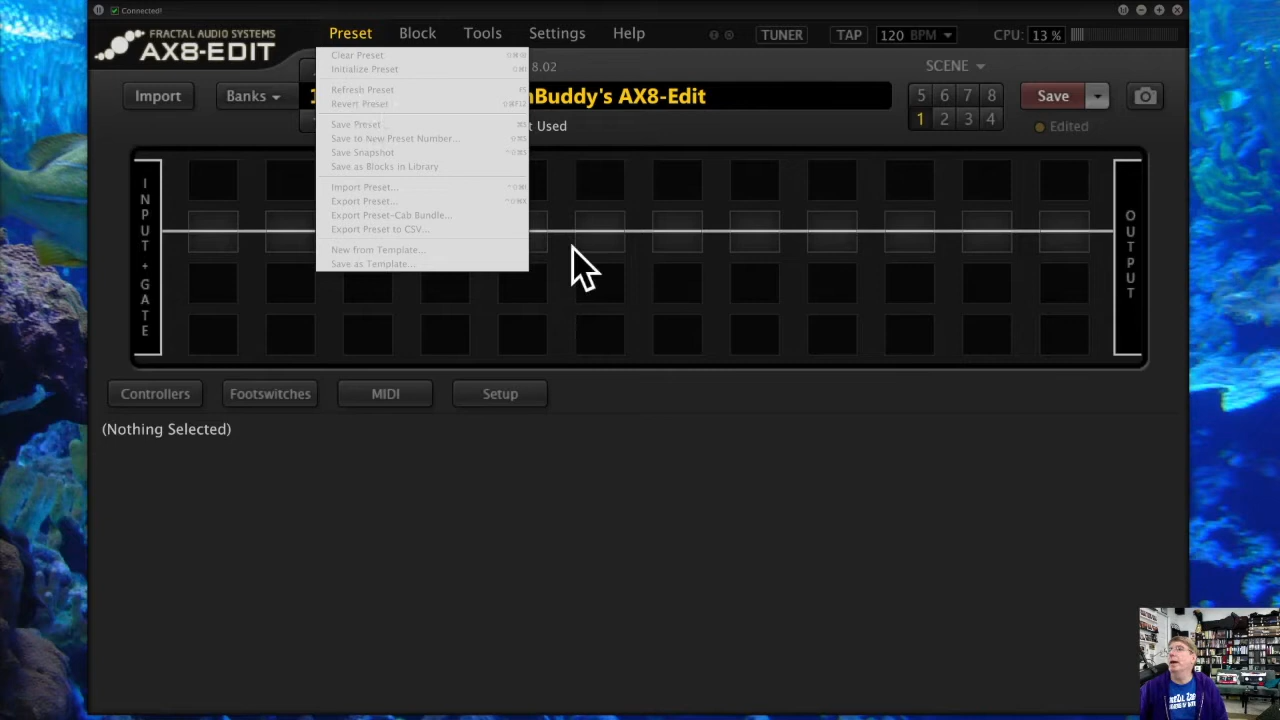 Connected!
FRACTAL AUDIO SYSTEMS
AX8-EDIT
Preset Block Tools Settings Help
TUNER TAP 120 BPM CPU: 13 %
Clear Preset
Initialize Preset
Refresh Preset F5
Revert Preset
Save Preset
Save to New Preset Number...
Save Snapshot
Save as Blocks in Library
Import Preset...
Export Preset...
Export Preset-Cab Bundle...
Export Preset to CSV...
New from Template...
Save as Template...
8.02
SCENE
Import Banks
Buddy's AX8-Edit
5 6 7 8
1 2 3 4
Save
Used
Edited
INPUT + GATE
OUTPUT
Controllers Footswitches MIDI Setup
(Nothing Selected)